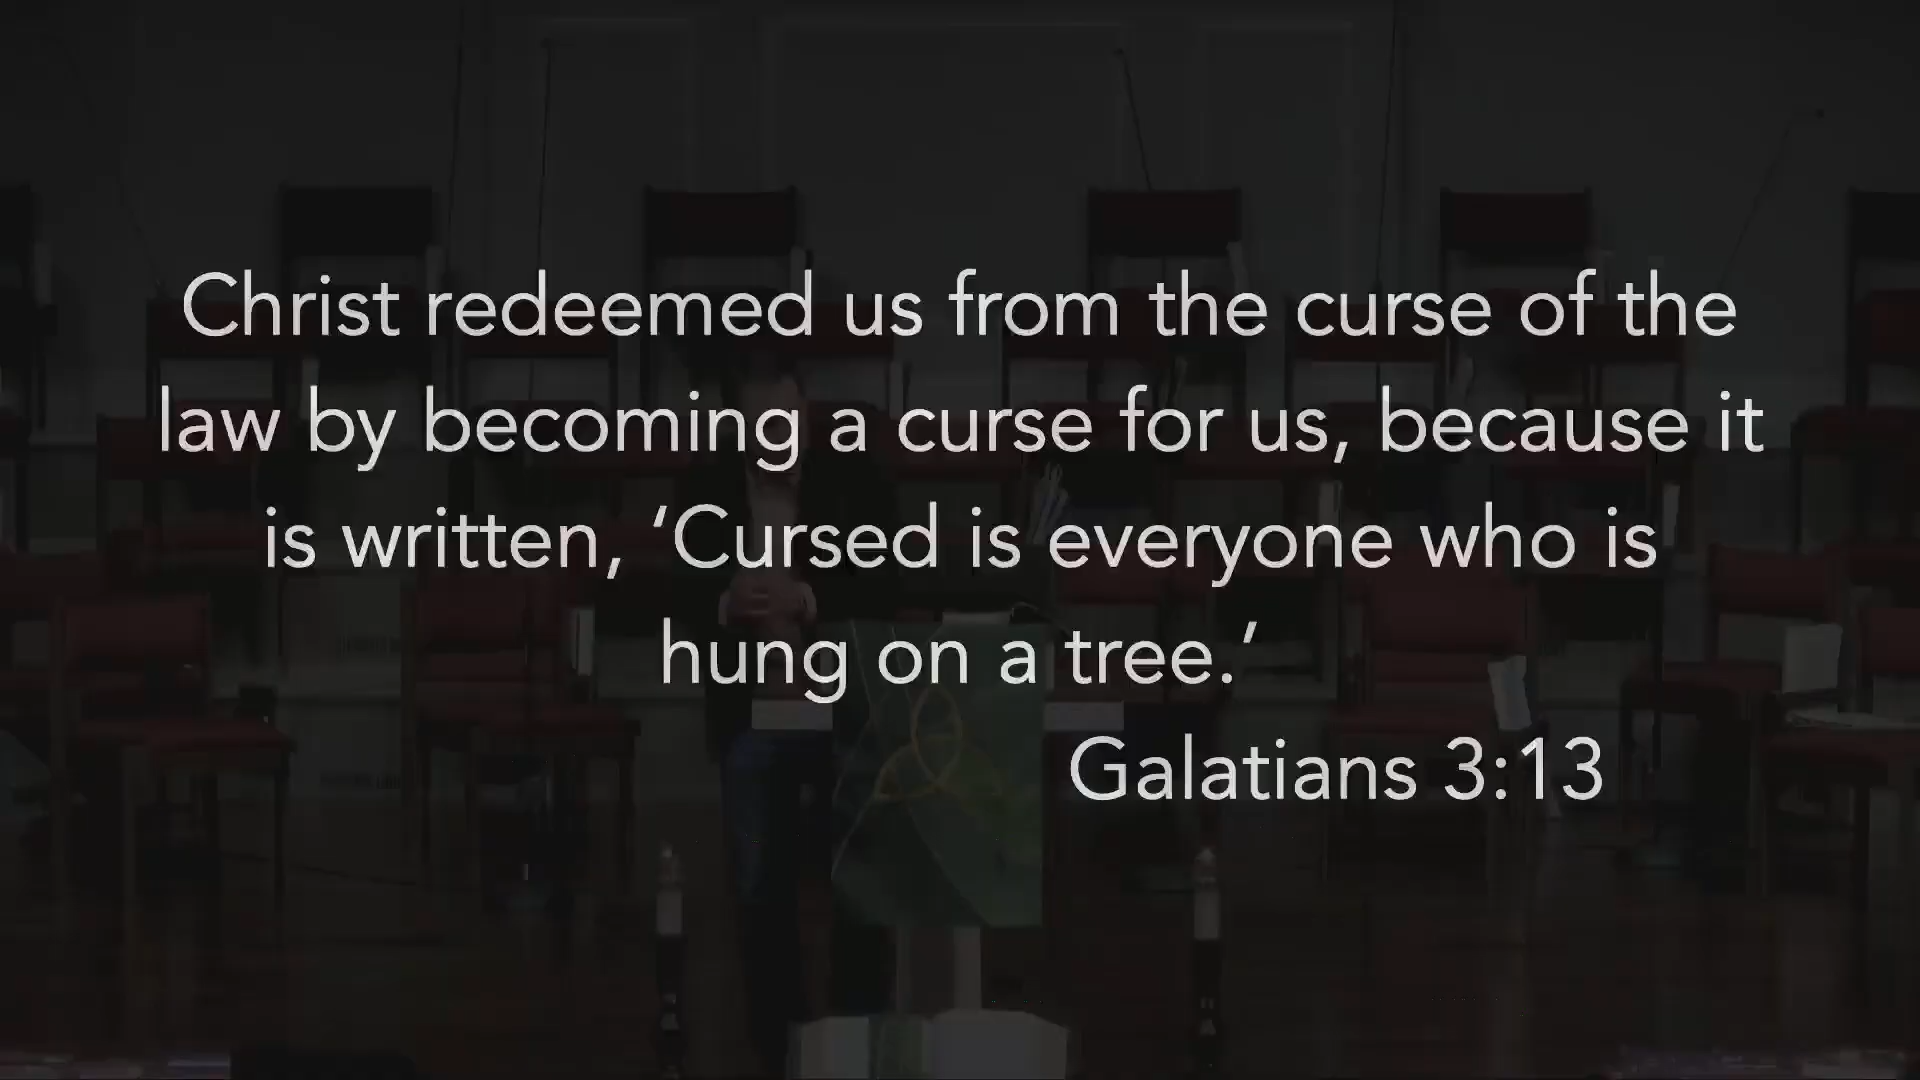 Christ redeemed us from the curse of the
law by becoming a curse for us, because it
is written, ‘Cursed is everyone who is
hung on a tree.’
Galatians 3:13